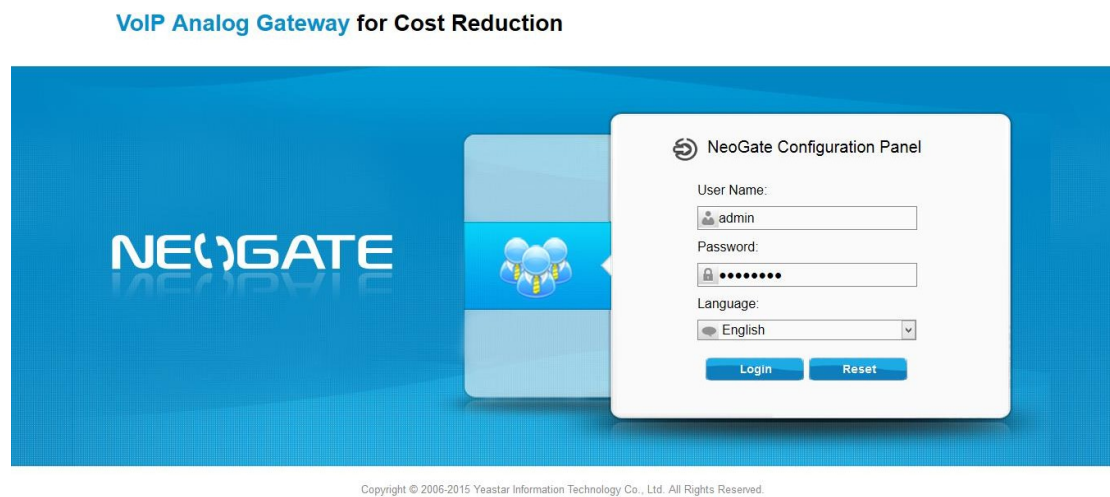 VoIP Analog Gateway for Cost Reduction
NEOGATE
NeoGate Configuration Panel
User Name:
admin
Password:
••••••••
Language:
English
Login Reset
Copyright © 2006-2015 Yeastar Information Technology Co., Ltd. All Rights Reserved.